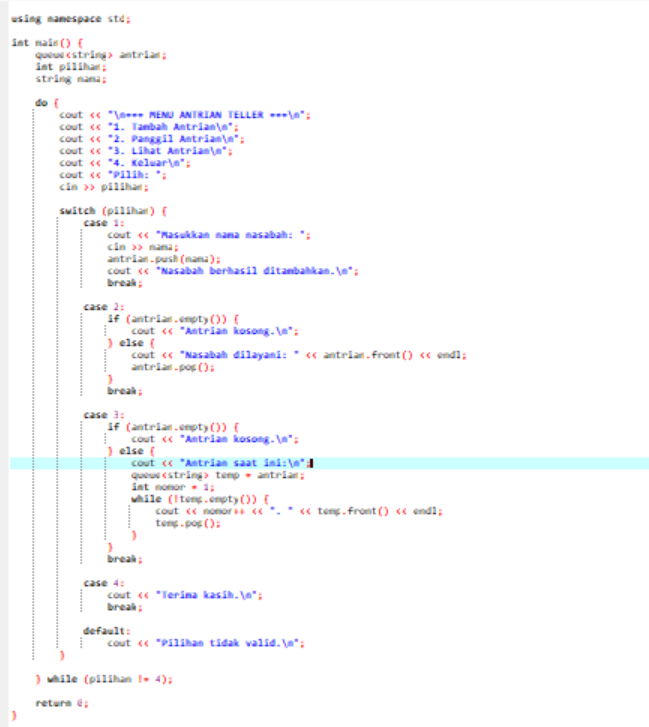 using namespace std;
int main() {
queue<string> antrian;
int pilihan;
string nama;
do {
cout << "\n=== MENU ANTRIAN TELLER ===\n";
cout << "1. Tambah Antrian\n";
cout << "2. Panggil Antrian\n";
cout << "3. Lihat Antrian\n";
cout << "4. Keluar\n";
cout << "Pilih: ";
cin >> pilihan;
switch (pilihan) {
case 1:
cout << "Masukkan nama nasabah: ";
cin >> nama;
antrian.push(nama);
cout << "Nasabah berhasil ditambahkan.\n";
break;
case 2:
if (antrian.empty()) {
cout << "Antrian kosong.\n";
} else {
cout << "Nasabah dilayani: " << antrian.front() << endl;
antrian.pop();
}
break;
case 3:
if (antrian.empty()) {
cout << "Antrian kosong.\n";
} else {
cout << "Antrian saat ini:\n";
queue<string> temp = antrian;
int nomor = 1;
while (!temp.empty()) {
cout << nomor++ << ". " << temp.front() << endl;
temp.pop();
}
}
break;
case 4:
cout << "Terima kasih.\n";
break;
default:
cout << "Pilihan tidak valid.\n";
}
} while (pilihan != 4);
return 0;
}